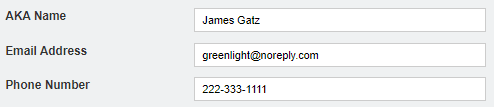 AKA Name James Gatz
Email Address greenlight@noreply.com
Phone Number 222-333-1111